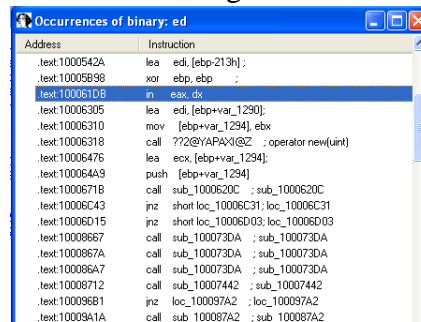 Occurrences of binary: ed
Address Instruction
.text:1000542A lea edi, [ebp-213h] ;
.text:10005B98 xor ebp, ebp ;
.text:100061DB in eax, dx
.text:10006305 lea edi, [ebp+var_1290];
.text:10006310 mov [ebp+var_1294], ebx
.text:10006318 call ??2@YAPAXI@Z ; operator new(uint)
.text:10006476 lea ecx, [ebp+var_1294];
.text:100064A9 push [ebp+var_1294]
.text:1000671B call sub_1000620C ; sub_1000620C
.text:10006C43 jnz short loc_10006C31; loc_10006C31
.text:10006D15 jnz short loc_10006D03; loc_10006D03
.text:10008667 call sub_100073DA ; sub_100073DA
.text:1000867A call sub_100073DA ; sub_100073DA
.text:100086A7 call sub_100073DA ; sub_100073DA
.text:10008712 call sub_10007442 ; sub_10007442
.text:100096B1 jnz loc_100097A2 ; loc_100097A2
.text:10009A1A call sub_100087A2 ; sub_100087A2